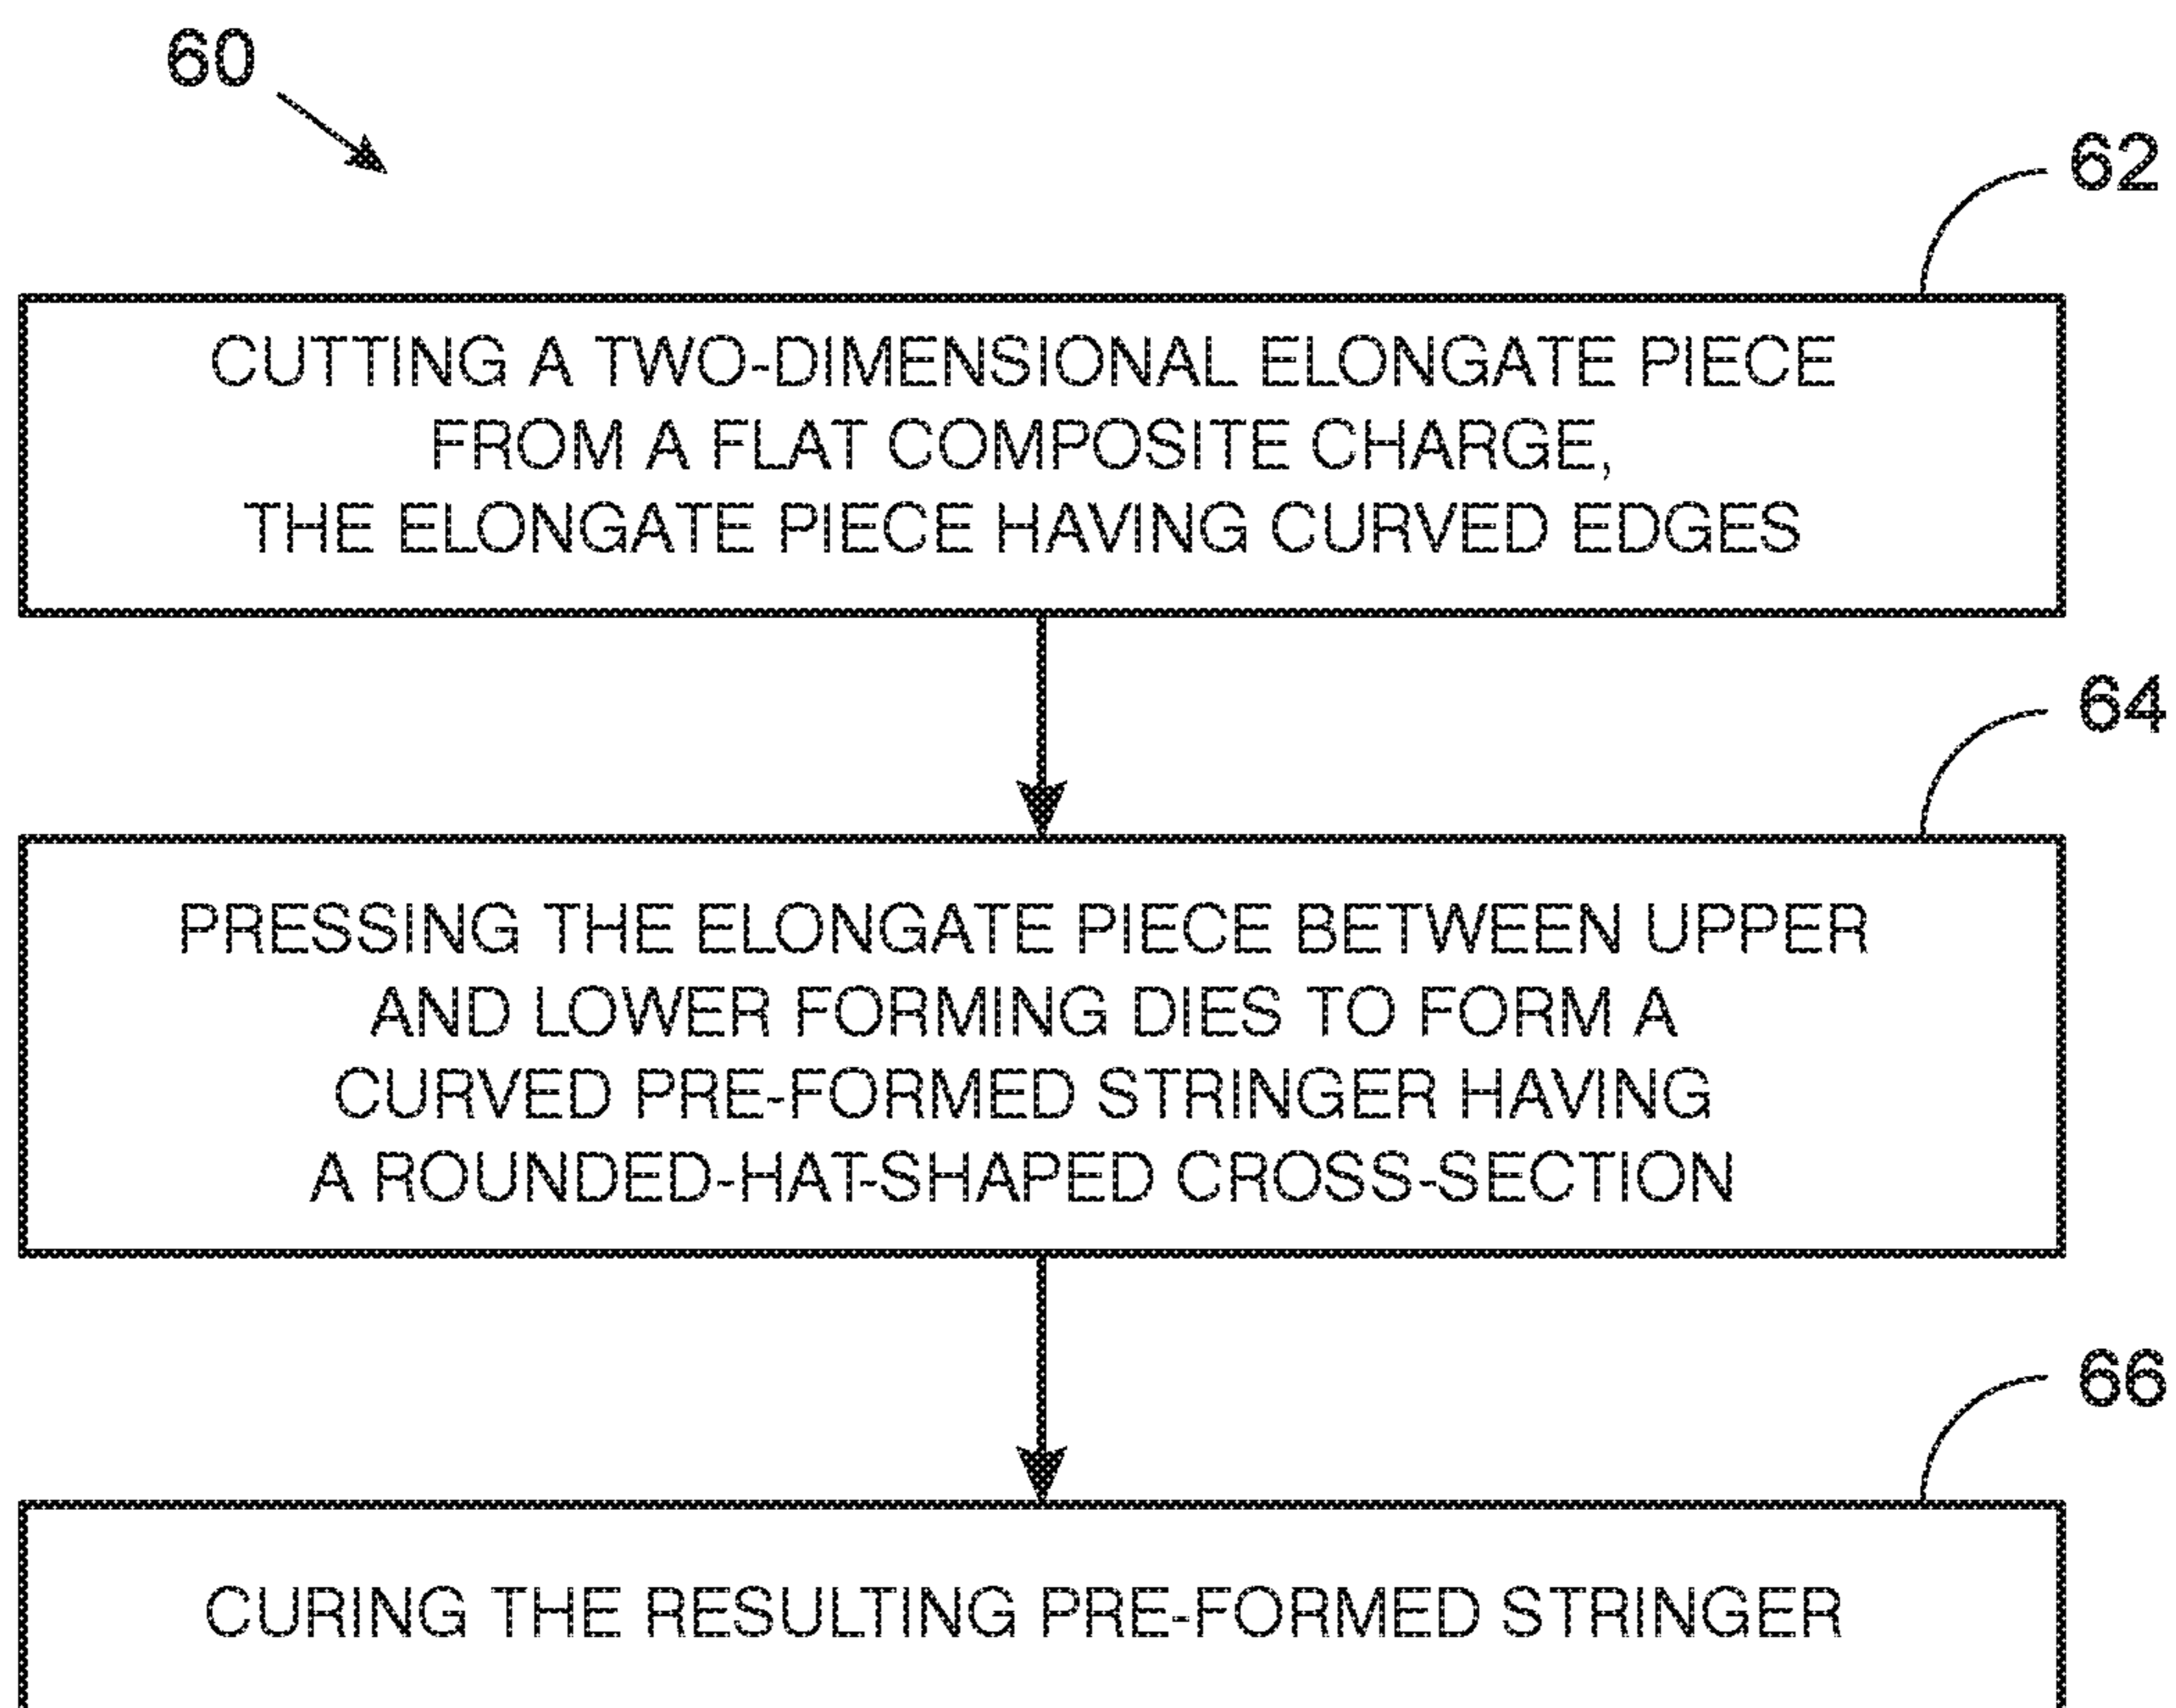 60
62
CUTTING A TWO-DIMENSIONAL ELONGATE PIECE
FROM A FLAT COMPOSITE CHARGE,
THE ELONGATE PIECE HAVING CURVED EDGES
64
PRESSING THE ELONGATE PIECE BETWEEN UPPER
AND LOWER FORMING DIES TO FORM A
CURVED PRE-FORMED STRINGER HAVING
A ROUNDED-HAT-SHAPED CROSS-SECTION
66
CURING THE RESULTING PRE-FORMED STRINGER